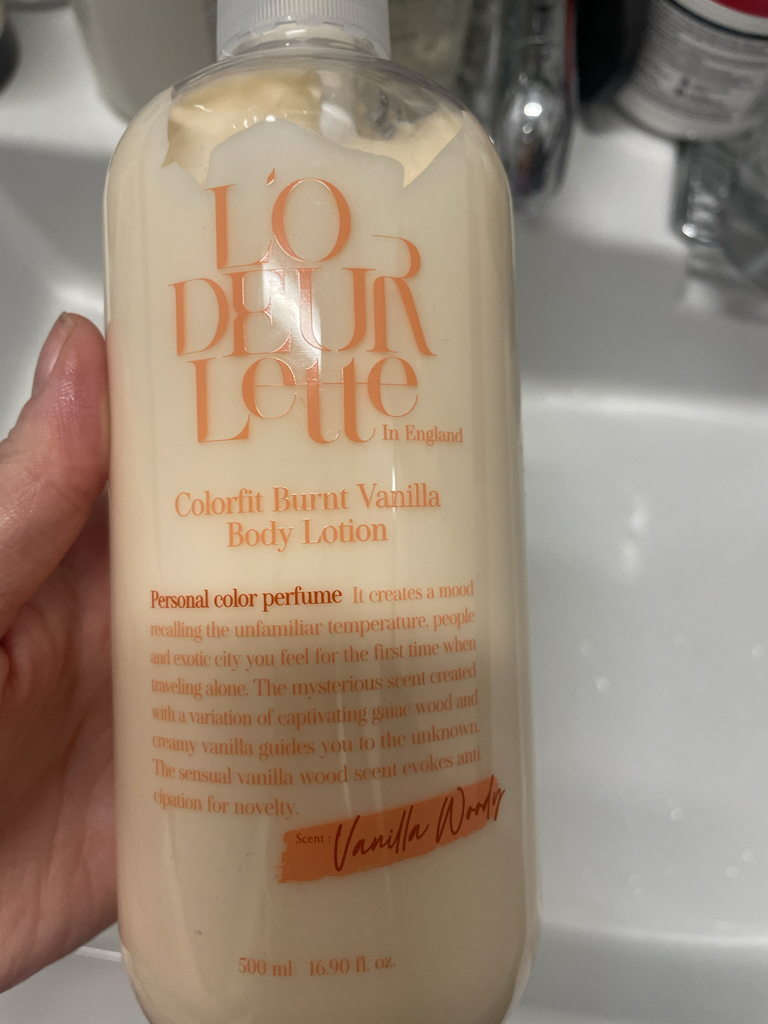 L'O
DEUR
Lette
In England
Colorfit Burnt Vanilla
Body Lotion
Personal color perfume It creates a mood
recalling the unfamiliar temperature, people
and exotic city you feel for the first time when
traveling alone. The mysterious scent created
with a variation of captivating gaiac wood and
creamy vanilla guides you to the unknown.
The sensual vanilla wood scent evokes anti
cipation for novelty.
Scent : Vanilla Woody
500 ml 16.90 fl. oz.